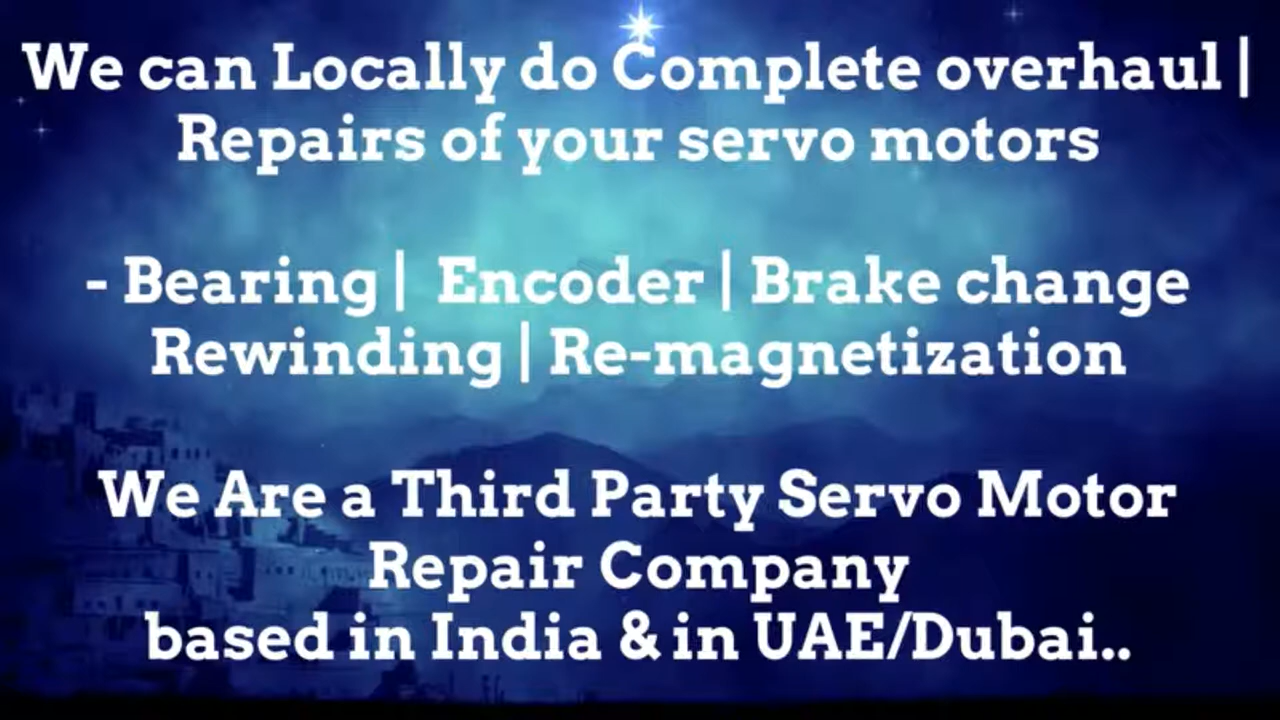 We can Locally do Complete overhaul |
Repairs of your servo motors
- Bearing | Encoder | Brake change
Rewinding | Re-magnetization
We Are a Third Party Servo Motor
Repair Company
based in India & in UAE/Dubai..